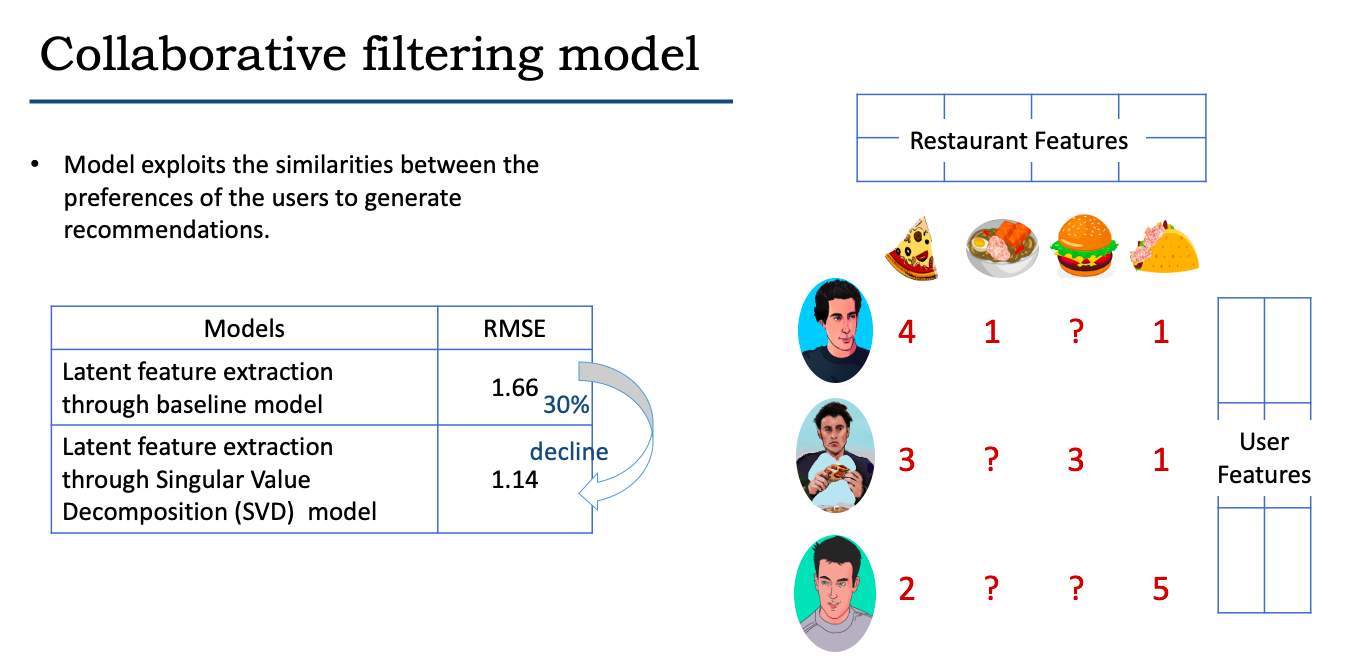 Collaborative filtering model
• Model exploits the similarities between the
preferences of the users to generate
recommendations.
Models RMSE
Latent feature extraction
through baseline model
1.66
30%
decline
Latent feature extraction
through Singular Value
Decomposition (SVD) model
1.14
Restaurant Features
4 1 ? 1
3 ? 3 1
2 ? ? 5
User
Features